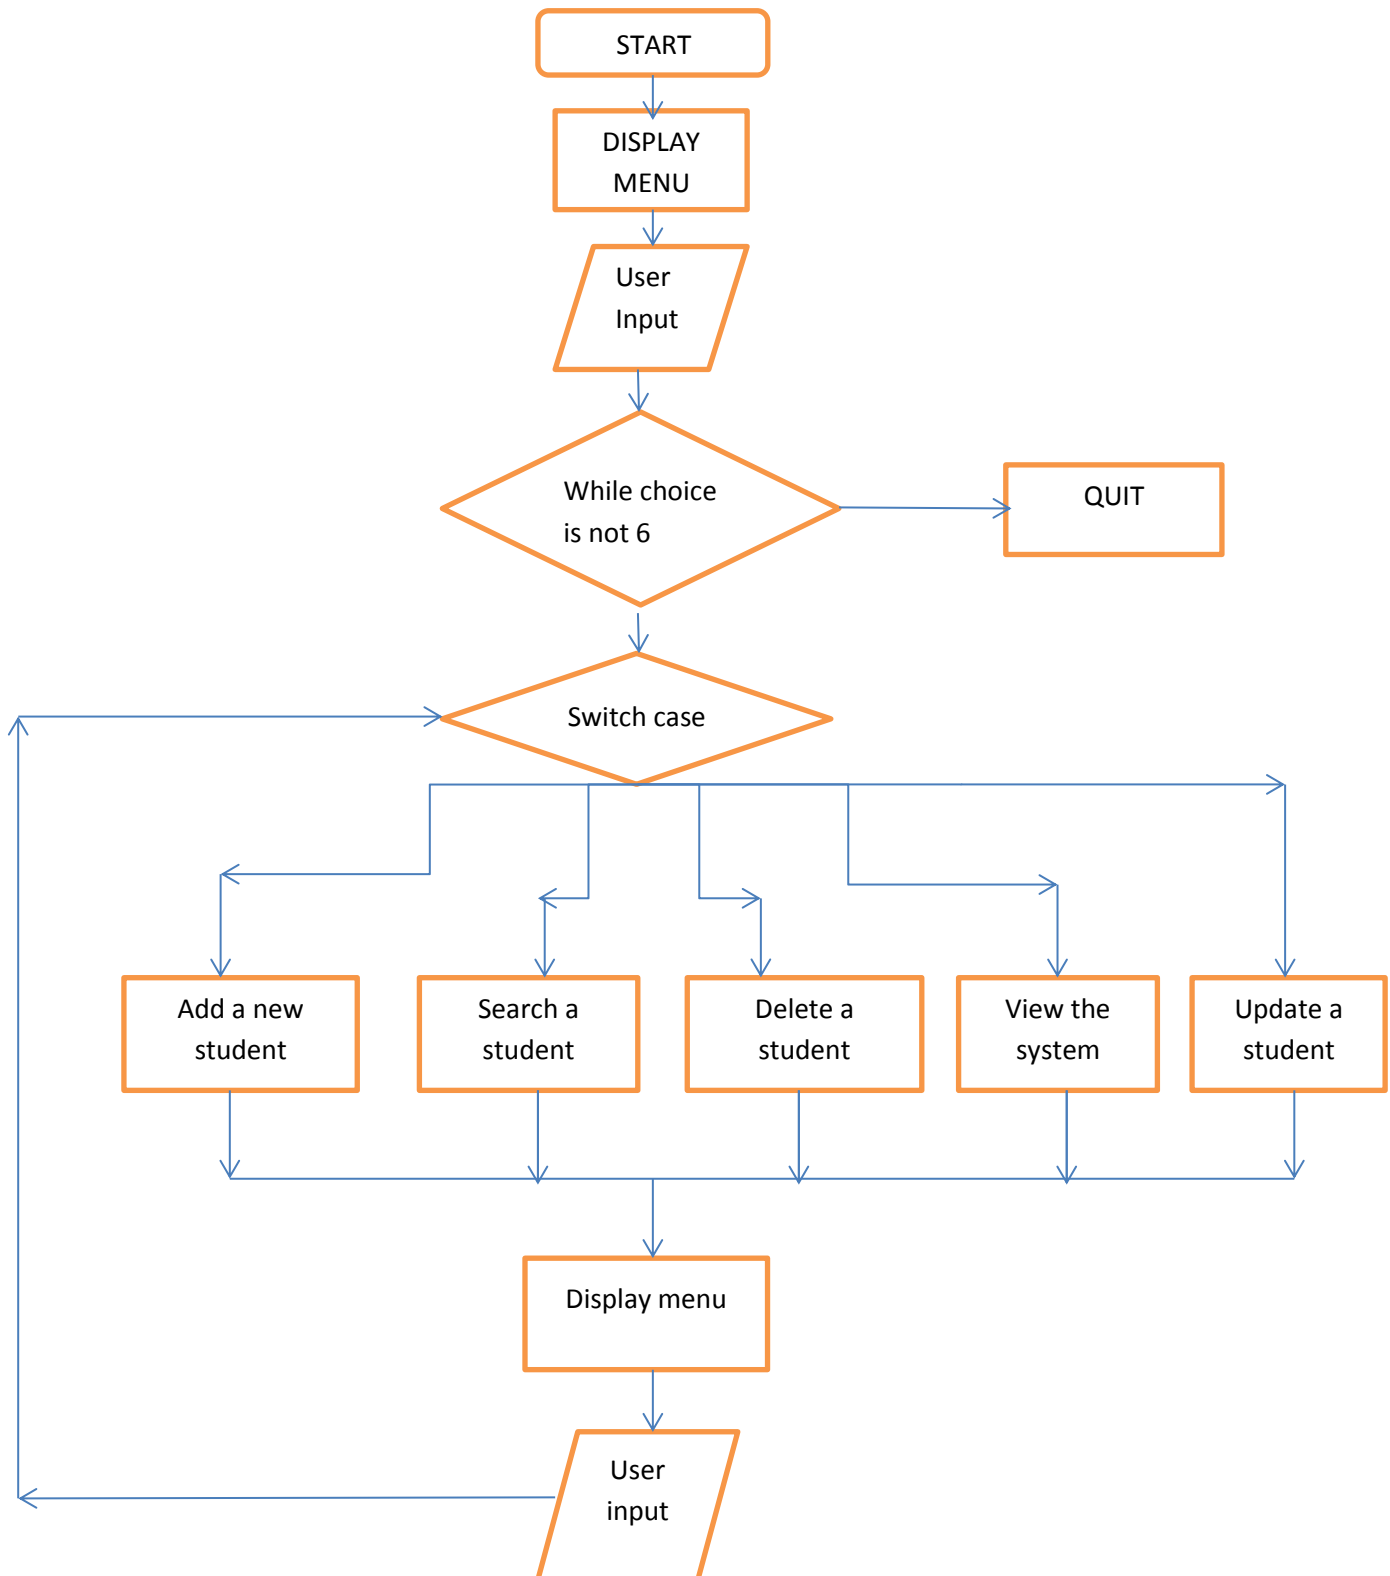 START
DISPLAY
MENU
User
Input
While choice
is not 6
QUIT
Switch case
Add a new
student
Search a
student
Delete a
student
View the
system
Update a
student
Display menu
User
input